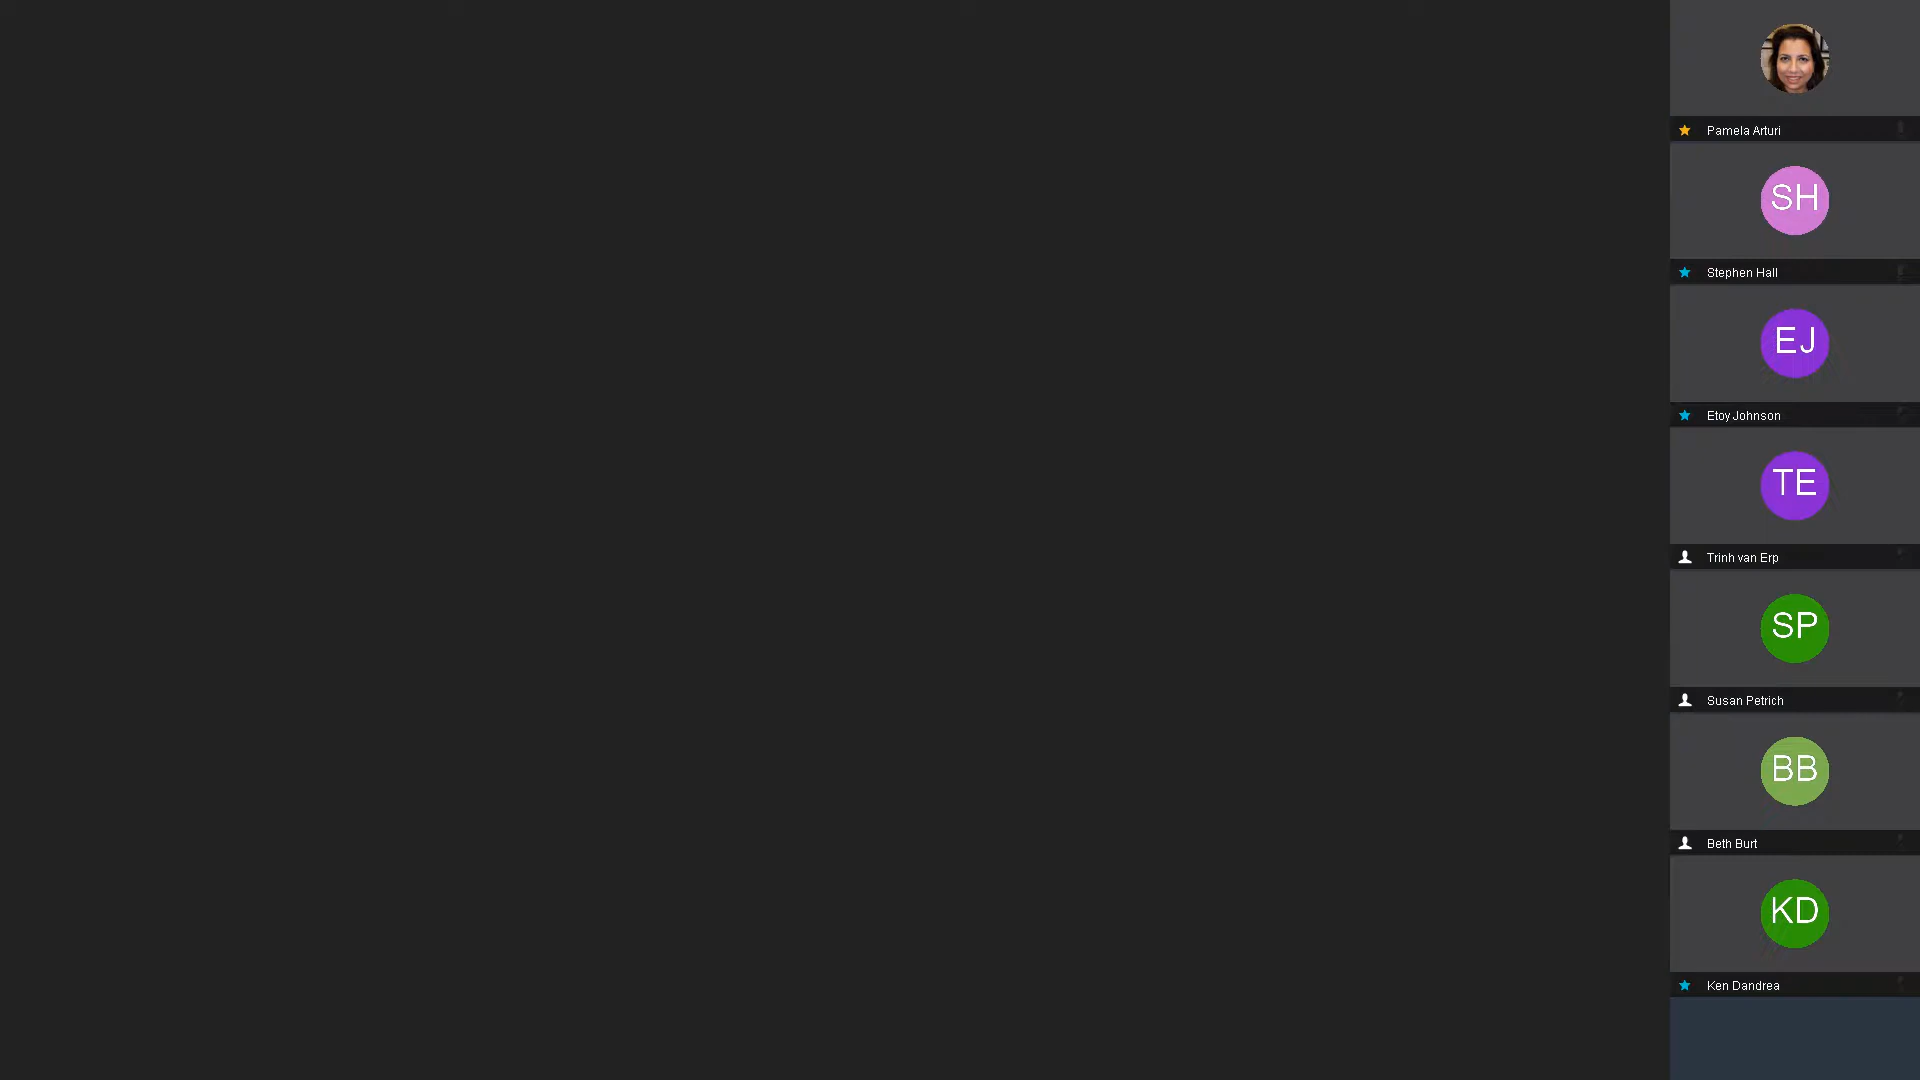 Pamela Arturi
SH
Stephen Hall
EJ
Etoy Johnson
TE
Trinh van Erp
SP
Susan Petrich
BB
Beth Burt
KD
Ken Dandrea